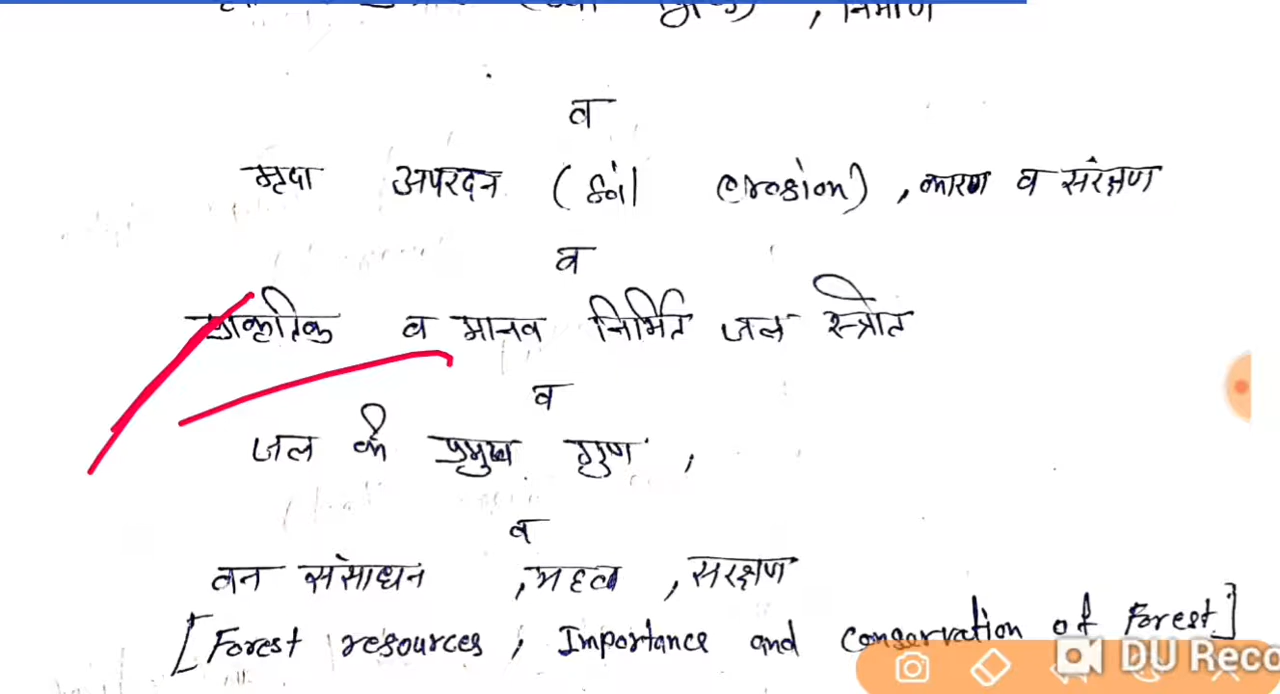 , निर्माण
व
मृदा अपरदन (Soil erosion), कारण व संरक्षण
व
प्राकृतिक व मानव निर्मित जल स्त्रोत
व
जल के प्रमुख गुण ,
व
वन संसाधन , महत्व , सरक्षण
[Forest resources, Importance and conservation of Forest]
DU Reco